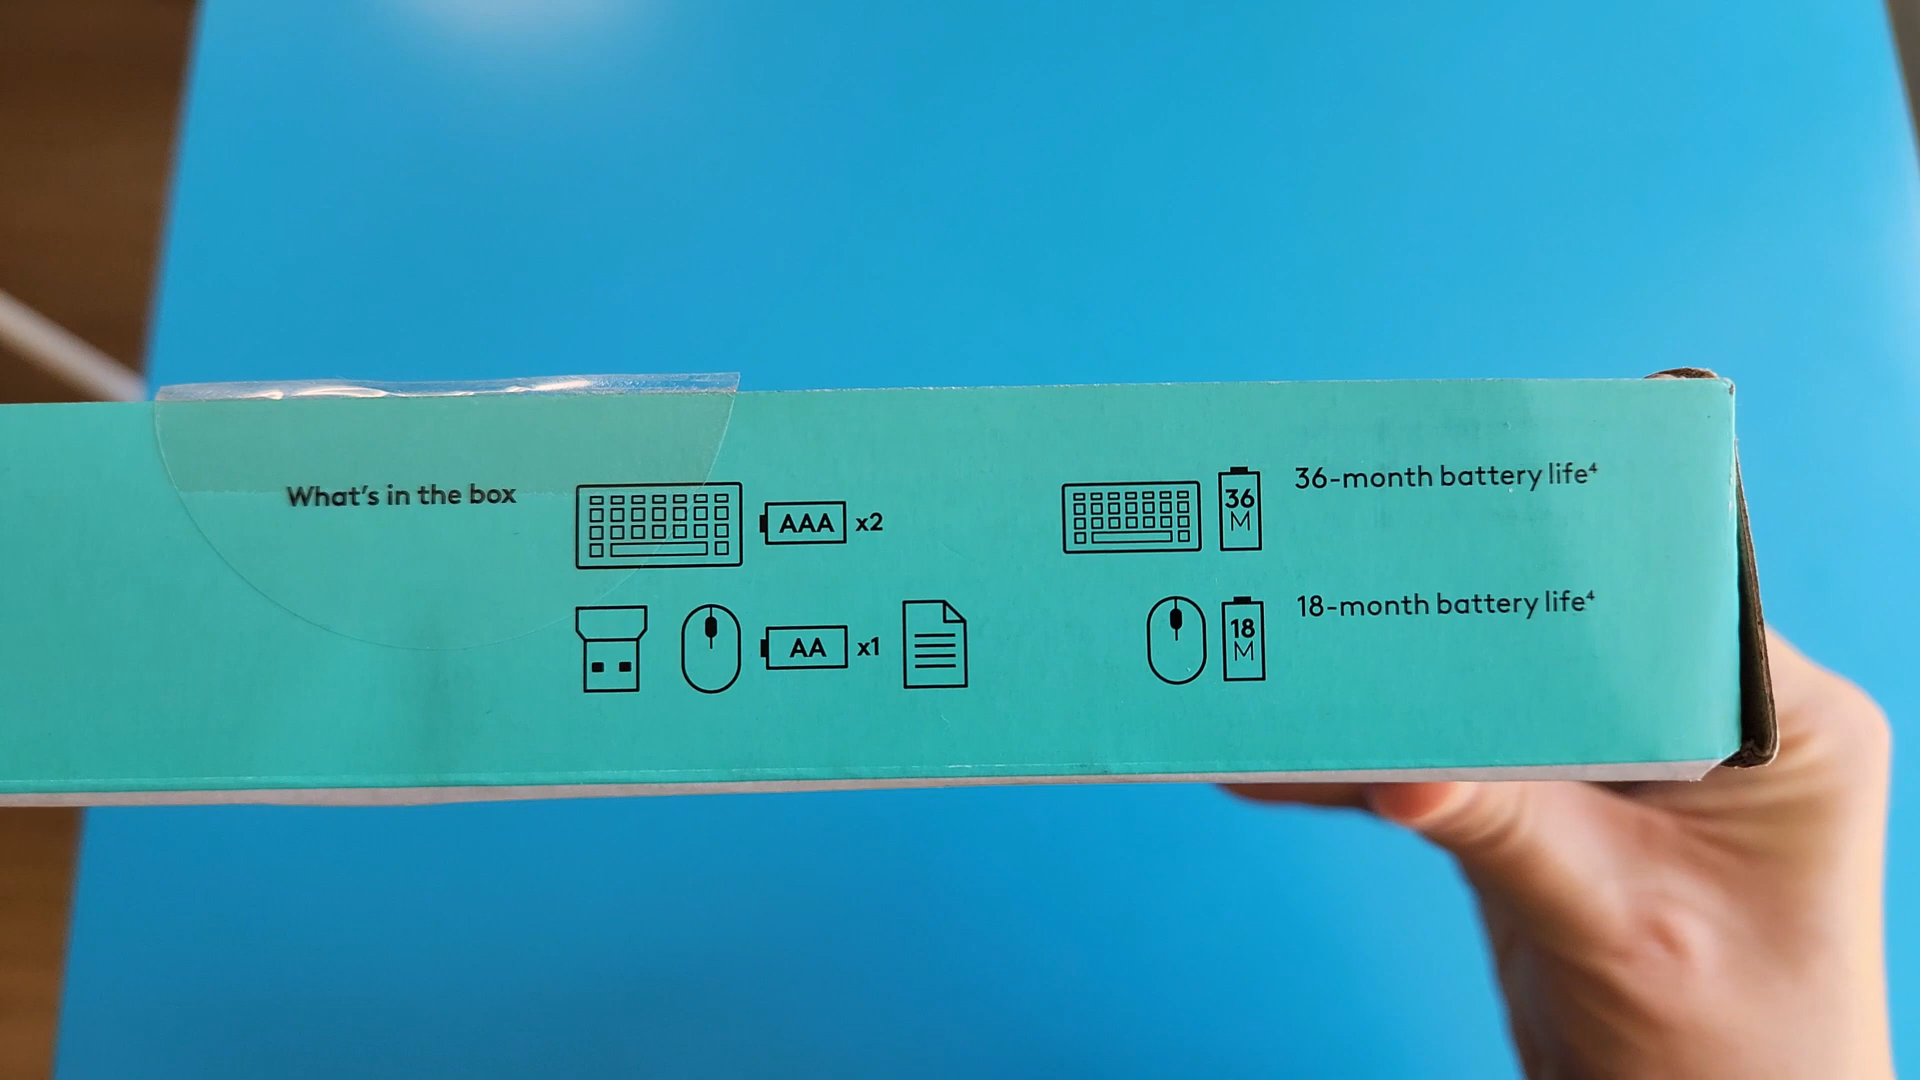 What's in the box
AAA x2
36 M
36-month battery life⁴
AA x1
18 M
18-month battery life⁴